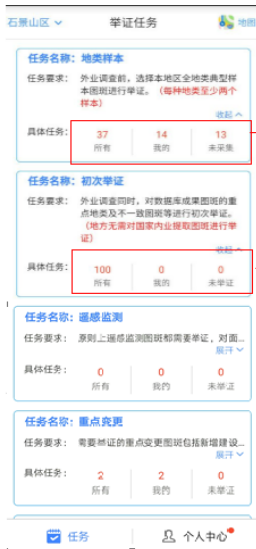 石景山区
举证任务
地图
任务名称：地类样本
任务要求： 外业调查前，选择本地区全地类典型样
本图斑进行举证。（每种地类至少两个
样本）
收起
具体任务： 37 14 13
所有 我的 未采集
任务名称：初次举证
任务要求： 外业调查同时，对数据库成果图斑的重
点地类及不一致图斑等进行初次举证。
（地方无需对国家内业提取图斑进行举
证）
收起
具体任务： 100 0 0
所有 我的 未举证
任务名称：遥感监测
任务要求： 原则上遥感监测图斑都需要举证，对面...
展开
具体任务： 0 0 0
所有 我的 未举证
任务名称：重点变更
任务要求： 需要举证的重点变更图斑包括新增建设...
展开
具体任务： 2 2 0
所有 我的 未举证
任务 个人中心